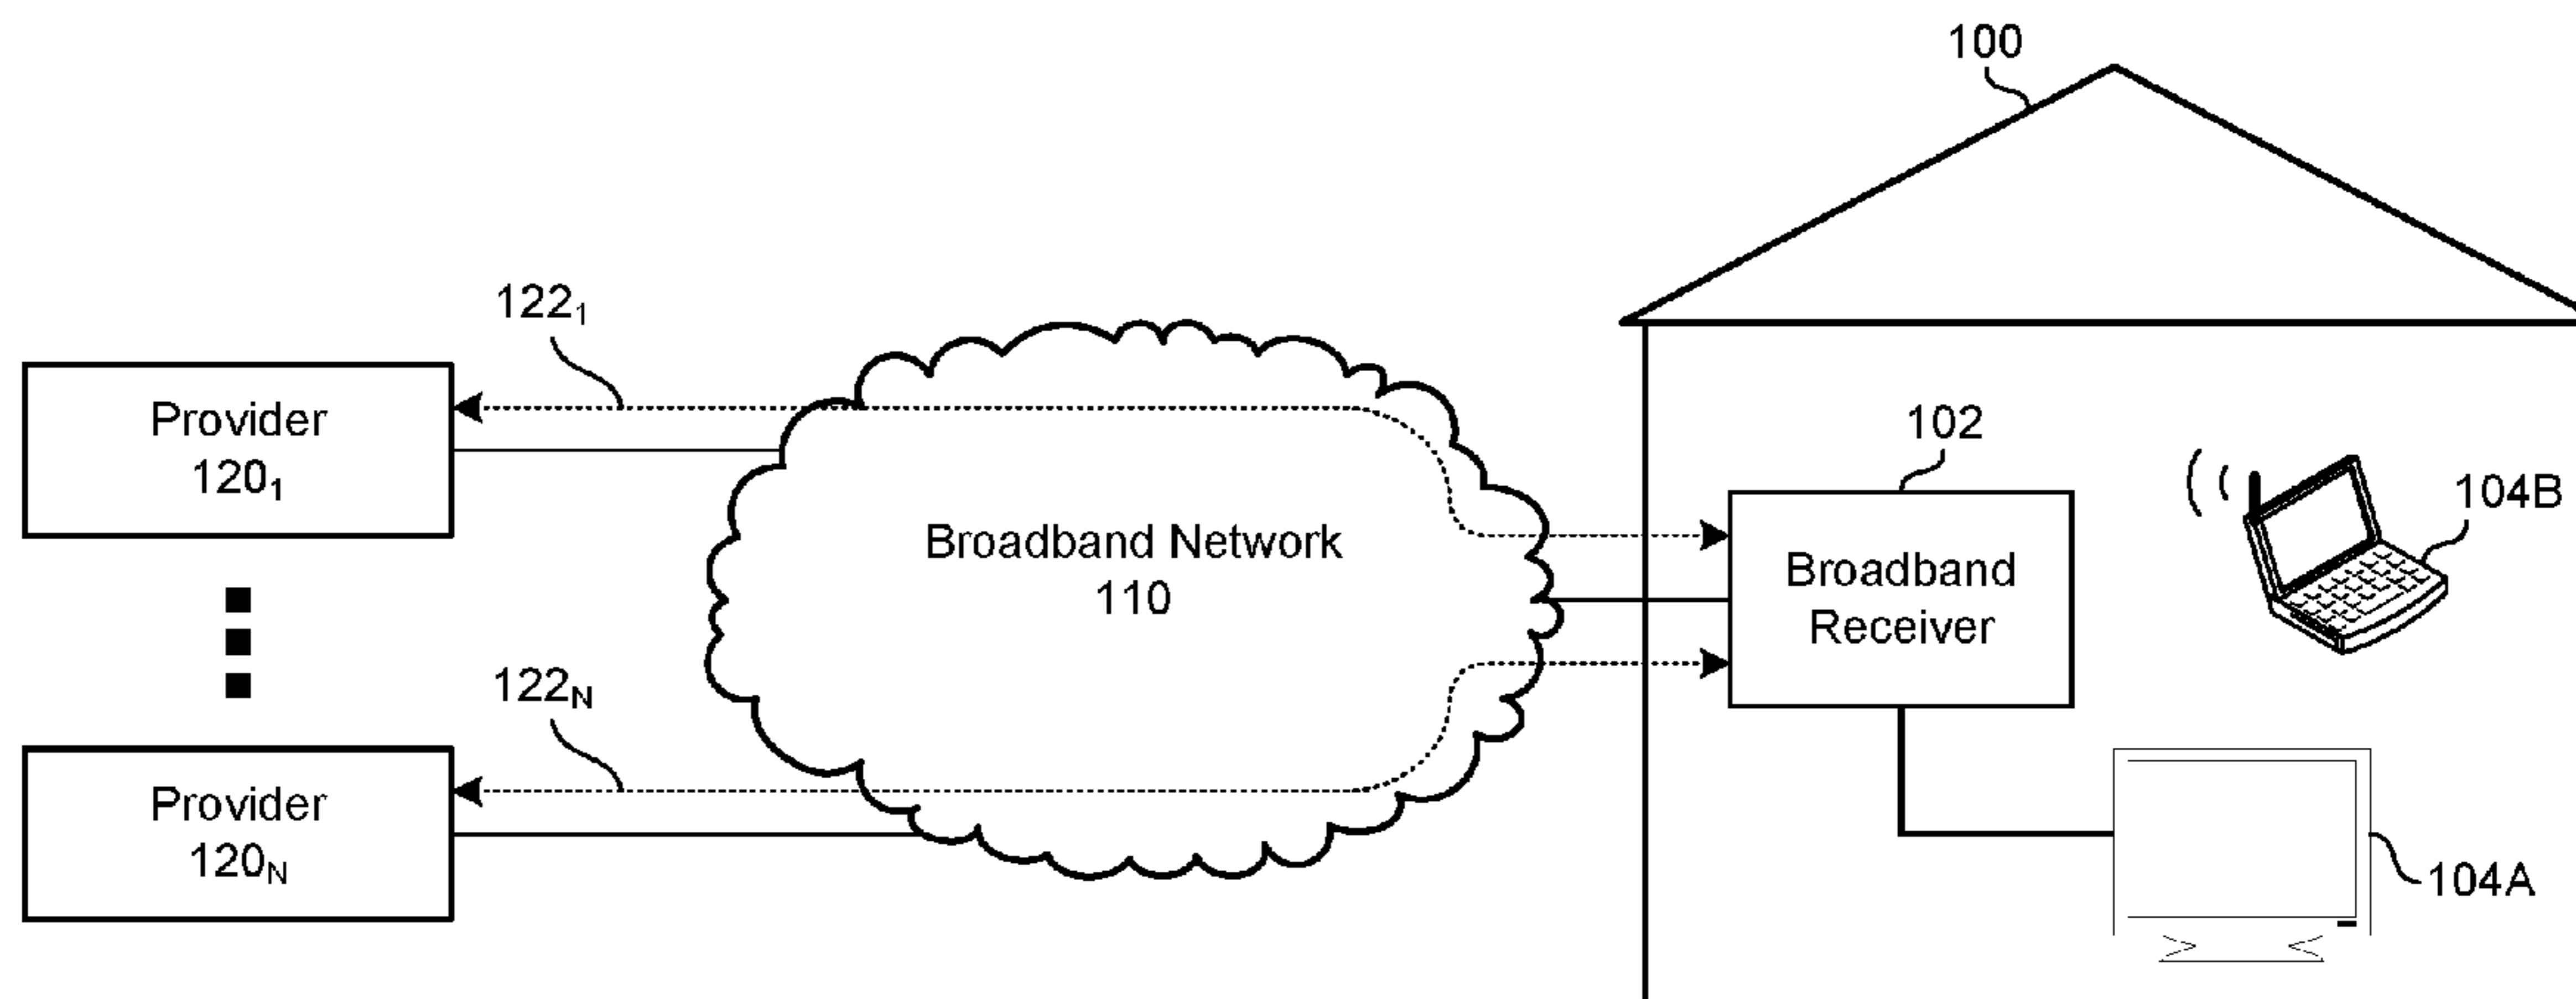 100
122₁
Provider
120₁
102
104B
Broadband Network
110
Broadband
Receiver
122ₙ
Provider
120ₙ
104A